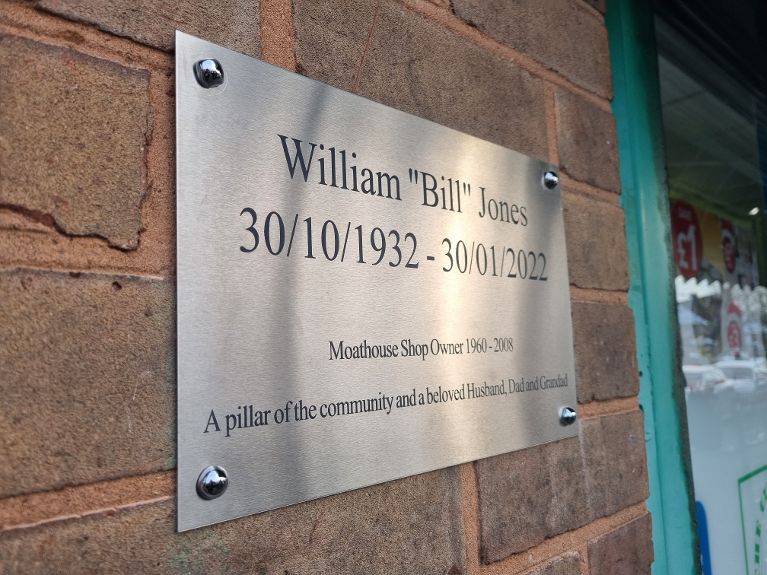 William "Bill" Jones
30/10/1932 - 30/01/2022
Moathouse Shop Owner 1960 - 2008
A pillar of the community and a beloved Husband, Dad and Grandad
£1